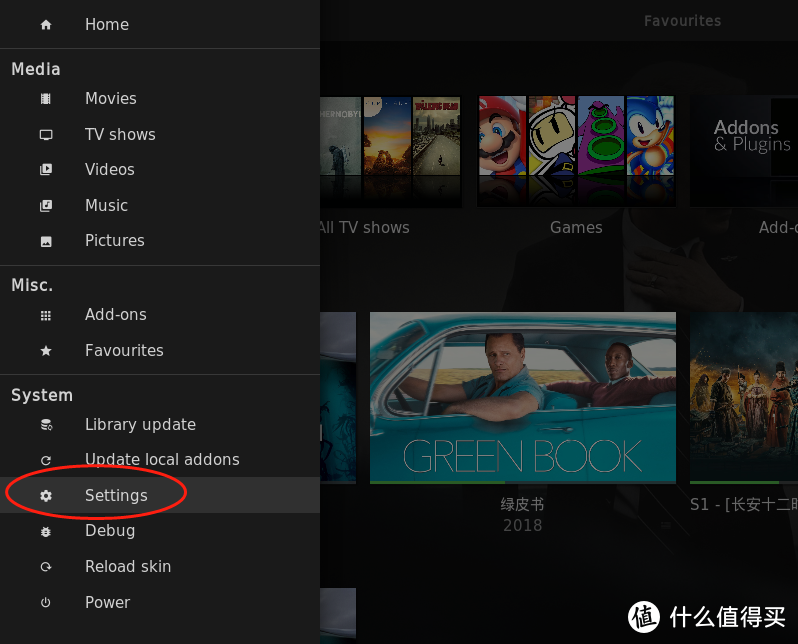 Home
Media
Movies
TV shows
Videos
Music
Pictures
Misc.
Add-ons
Favourites
System
Library update
Update local addons
Settings
Debug
Reload skin
Power
Favourites
HERNOBYL
THE WALKING DEAD
Addons
& Plugins
All TV shows
Games
Add-o
GREEN BOOK
绿皮书
2018
S1 - [长安十二时
值 什么值得买